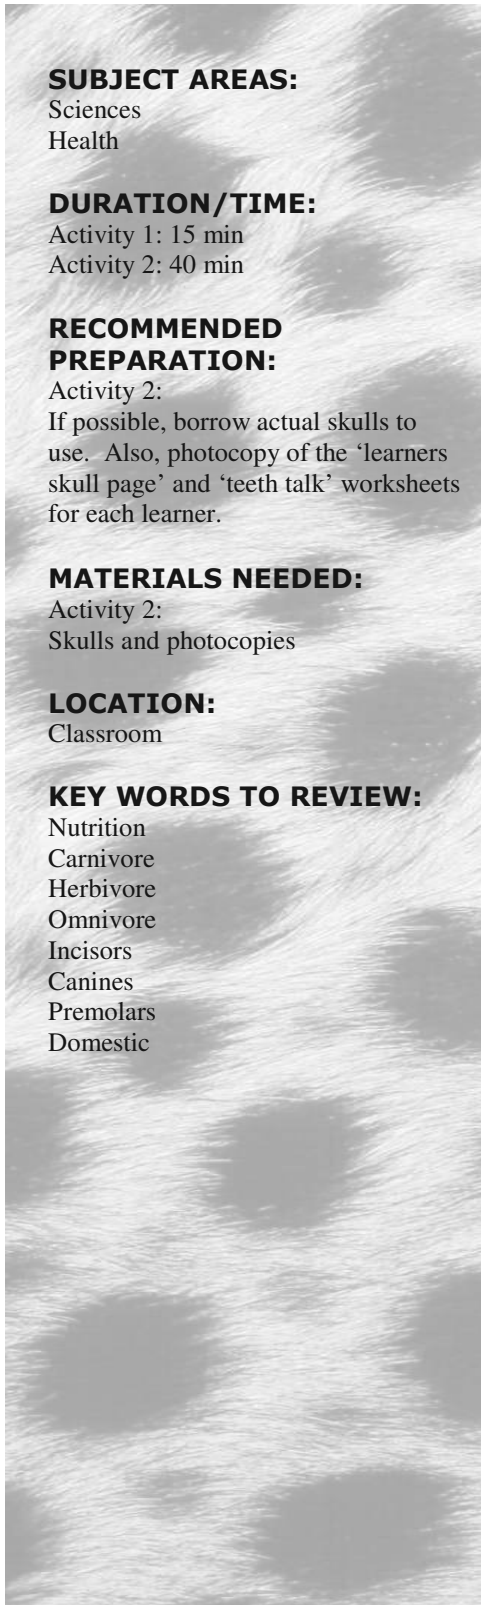 SUBJECT AREAS:
Sciences
Health
DURATION/TIME:
Activity 1: 15 min
Activity 2: 40 min
RECOMMENDED
PREPARATION:
Activity 2:
If possible, borrow actual skulls to
use.  Also, photocopy of the ‘learners
skull page’ and ‘teeth talk’ worksheets
for each learner.
MATERIALS NEEDED:
Activity 2:
Skulls and photocopies
LOCATION:
Classroom
KEY WORDS TO REVIEW:
Nutrition
Carnivore
Herbivore
Omnivore
Incisors
Canines
Premolars
Domestic